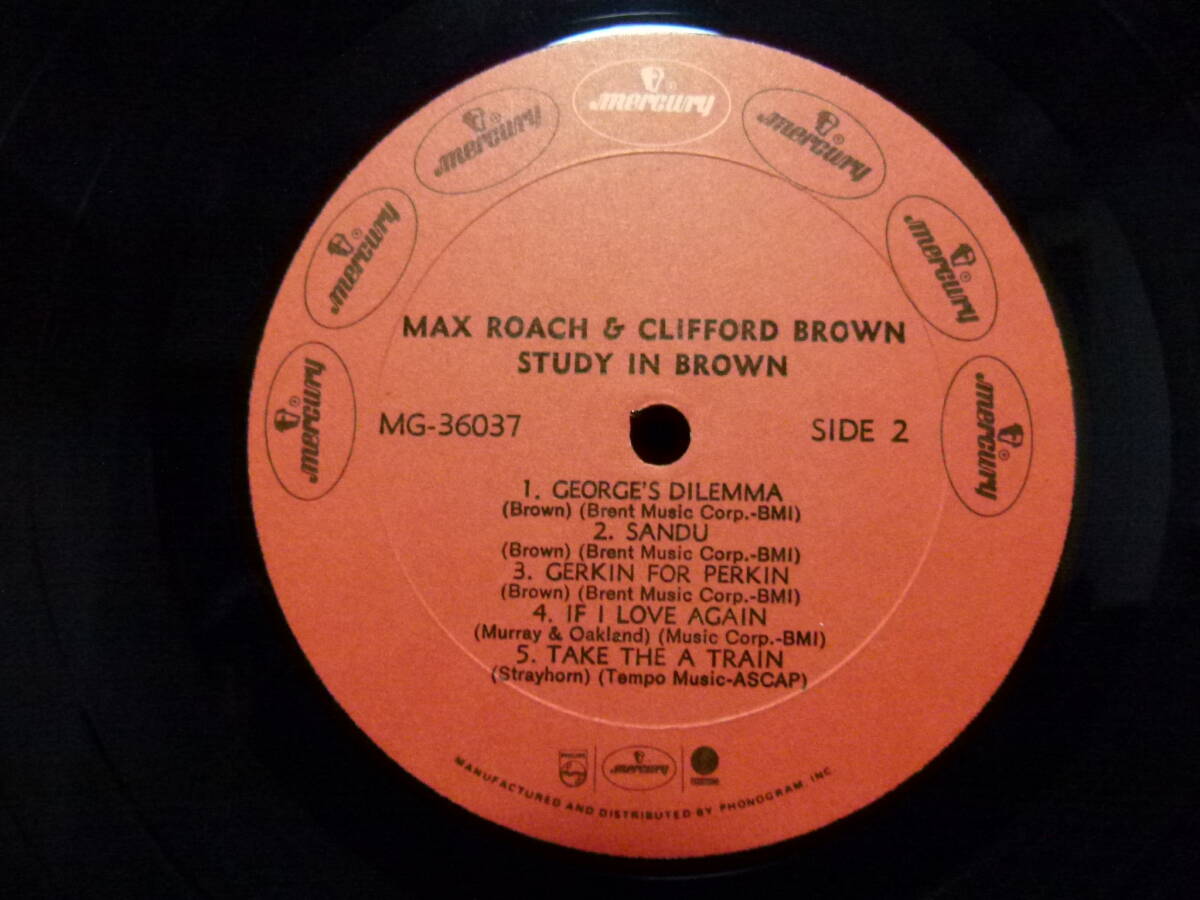 mercury
mercury
mercury
mercury
mercury
mercury
mercury
MAX ROACH & CLIFFORD BROWN
STUDY IN BROWN
MG-36037
SIDE 2
1. GEORGE'S DILEMMA
(Brown) (Brent Music Corp.-BMI)
2. SANDU
(Brown) (Brent Music Corp.-BMI)
3. GERKIN FOR PERKIN
(Brown) (Brent Music Corp.-BMI)
4. IF I LOVE AGAIN
(Murray & Oakland) (Music Corp.-BMI)
5. TAKE THE A TRAIN
(Strayhorn) (Tempo Music-ASCAP)
PHILIPS
mercury
MANUFACTURED AND DISTRIBUTED BY PHONOGRAM, INC.